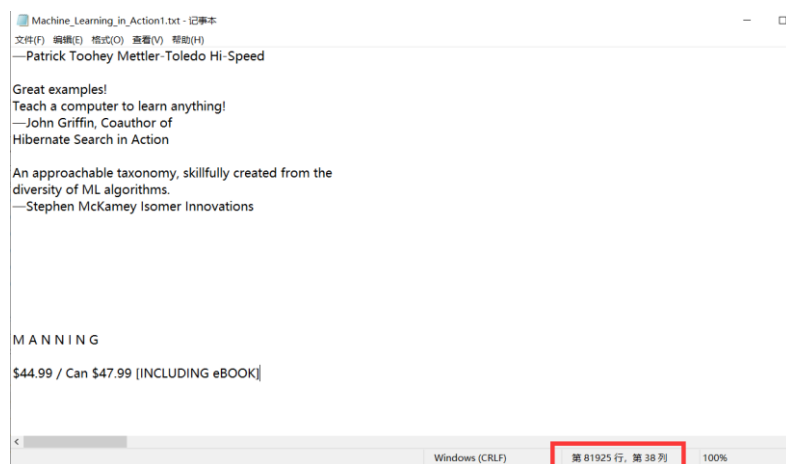 Machine_Learning_in_Action1.txt - 记事本
文件(F) 编辑(E) 格式(O) 查看(V) 帮助(H)
—Patrick Toohey Mettler-Toledo Hi-Speed
Great examples!
Teach a computer to learn anything!
—John Griffin, Coauthor of
Hibernate Search in Action
An approachable taxonomy, skillfully created from the
diversity of ML algorithms.
—Stephen McKamey Isomer Innovations
M A N N I N G
$44.99 / Can $47.99 [INCLUDING eBOOK]
Windows (CRLF) 第 81925 行，第 38 列 100%